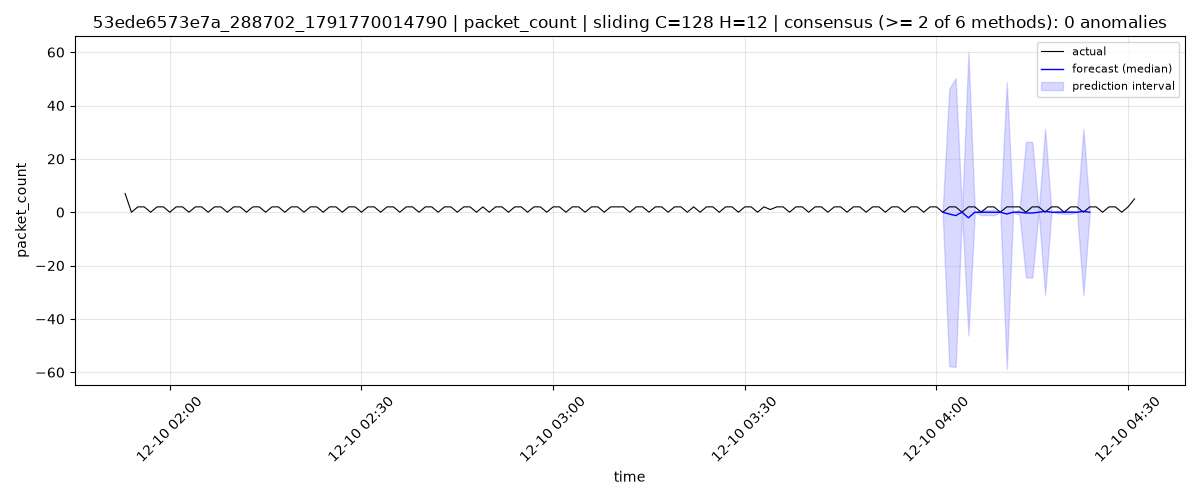 53ede6573e7a_288702_1791770014790 | packet_count | sliding C=128 H=12 | consensus (>= 2 of 6 methods): 0 anomalies
actual
forecast (median)
prediction interval
60
40
20
0
−20
−40
−60
packet_count
12-10 02:00
12-10 02:30
12-10 03:00
12-10 03:30
12-10 04:00
12-10 04:30
time